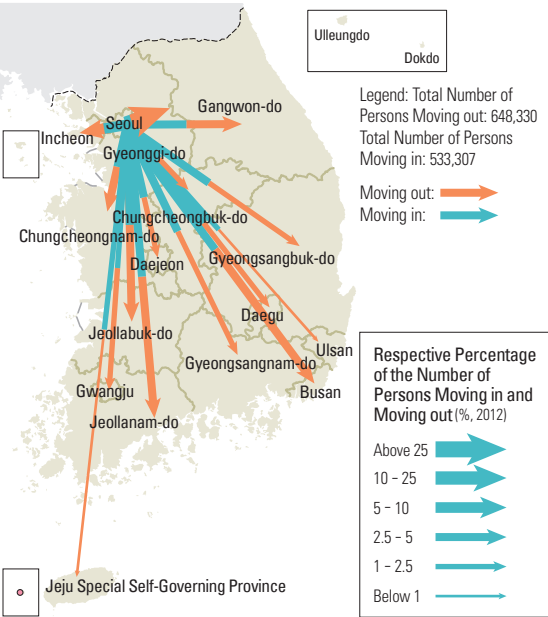 Ulleungdo
Dokdo
Legend: Total Number of
Persons Moving out: 648,330
Total Number of Persons
Moving in: 533,307
Moving out:
Moving in:
Gangwon-do
Seoul
Incheon
Gyeonggi-do
Chungcheongbuk-do
Chungcheongnam-do
Daejeon
Gyeongsangbuk-do
Daegu
Jeollabuk-do
Ulsan
Gyeongsangnam-do
Gwangju
Busan
Jeollanam-do
Jeju Special Self-Governing Province
Respective Percentage
of the Number of
Persons Moving in and
Moving out (%, 2012)
Above 25
10 – 25
5 – 10
2.5 – 5
1 – 2.5
Below 1